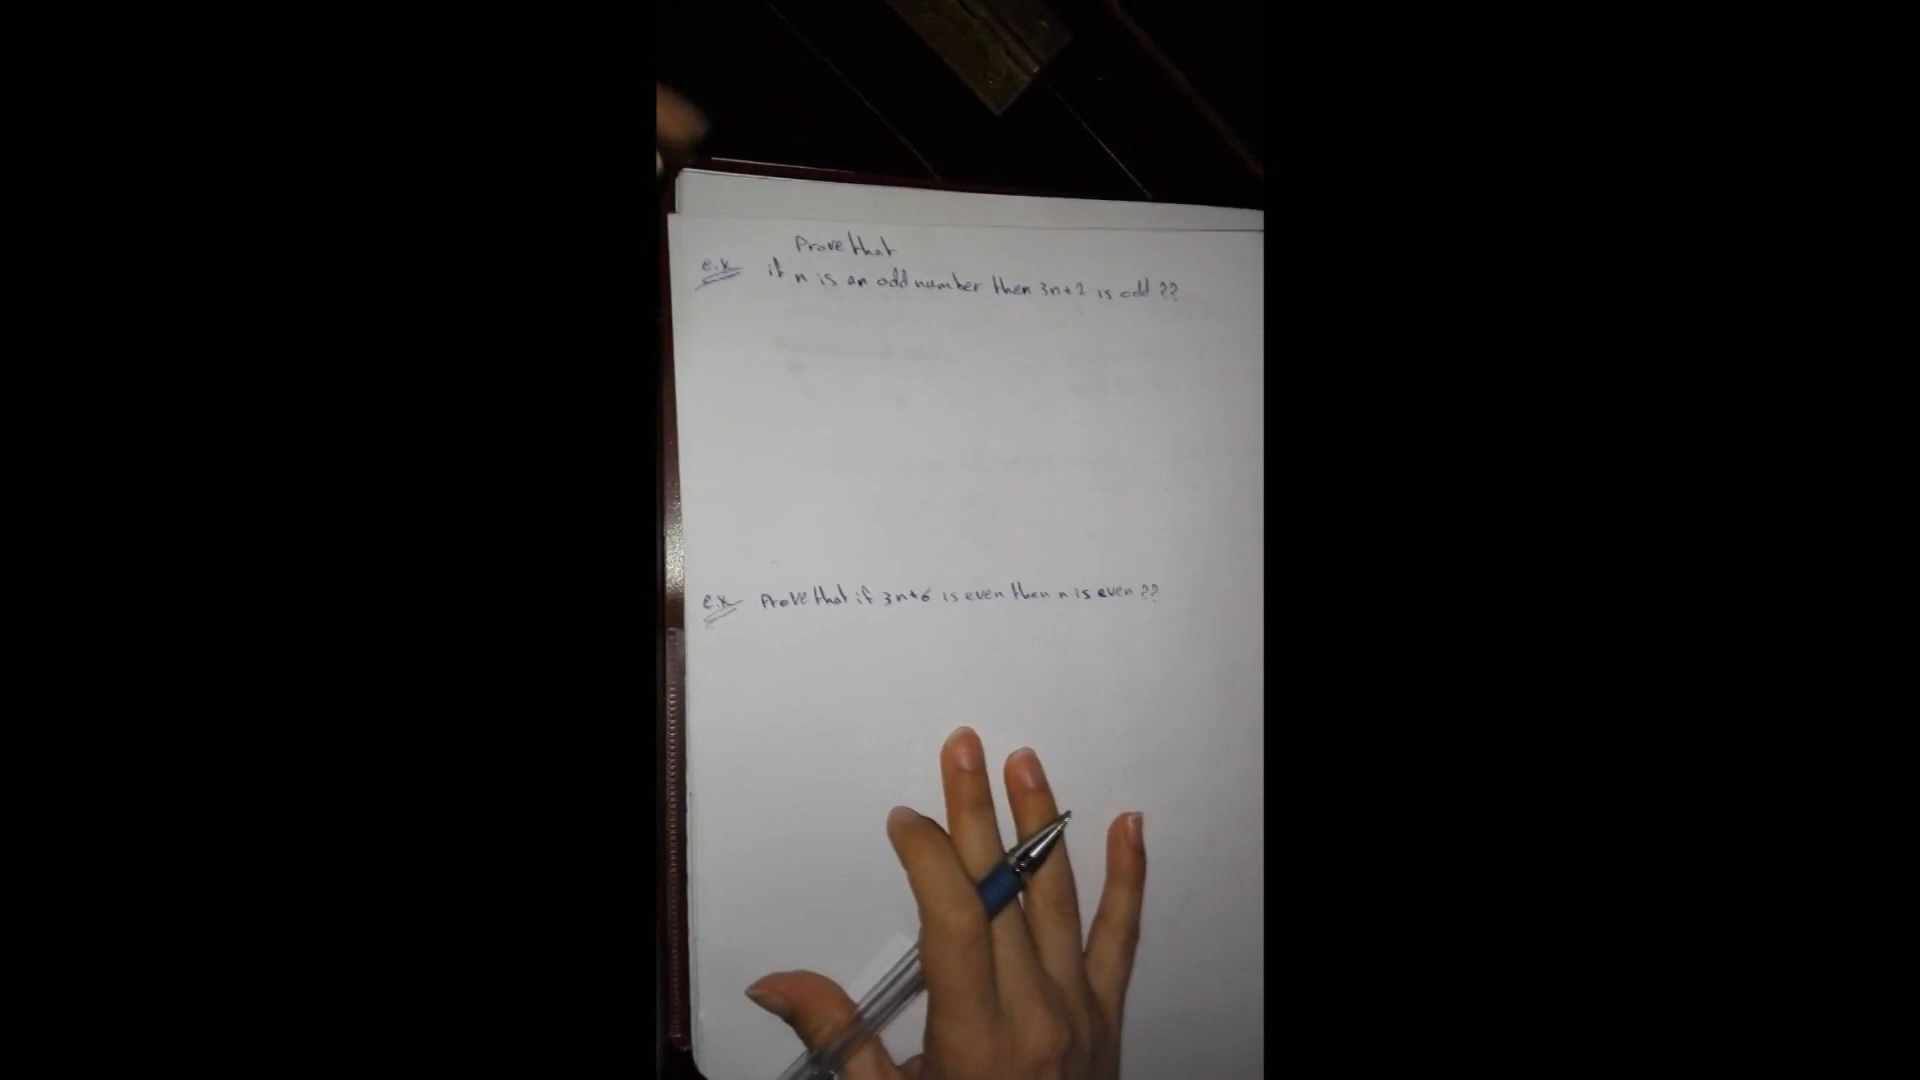 Prove that
e.x if n is an odd number then 3n+2 is odd ??
e.x Prove that if 3n+6 is even then n is even ??